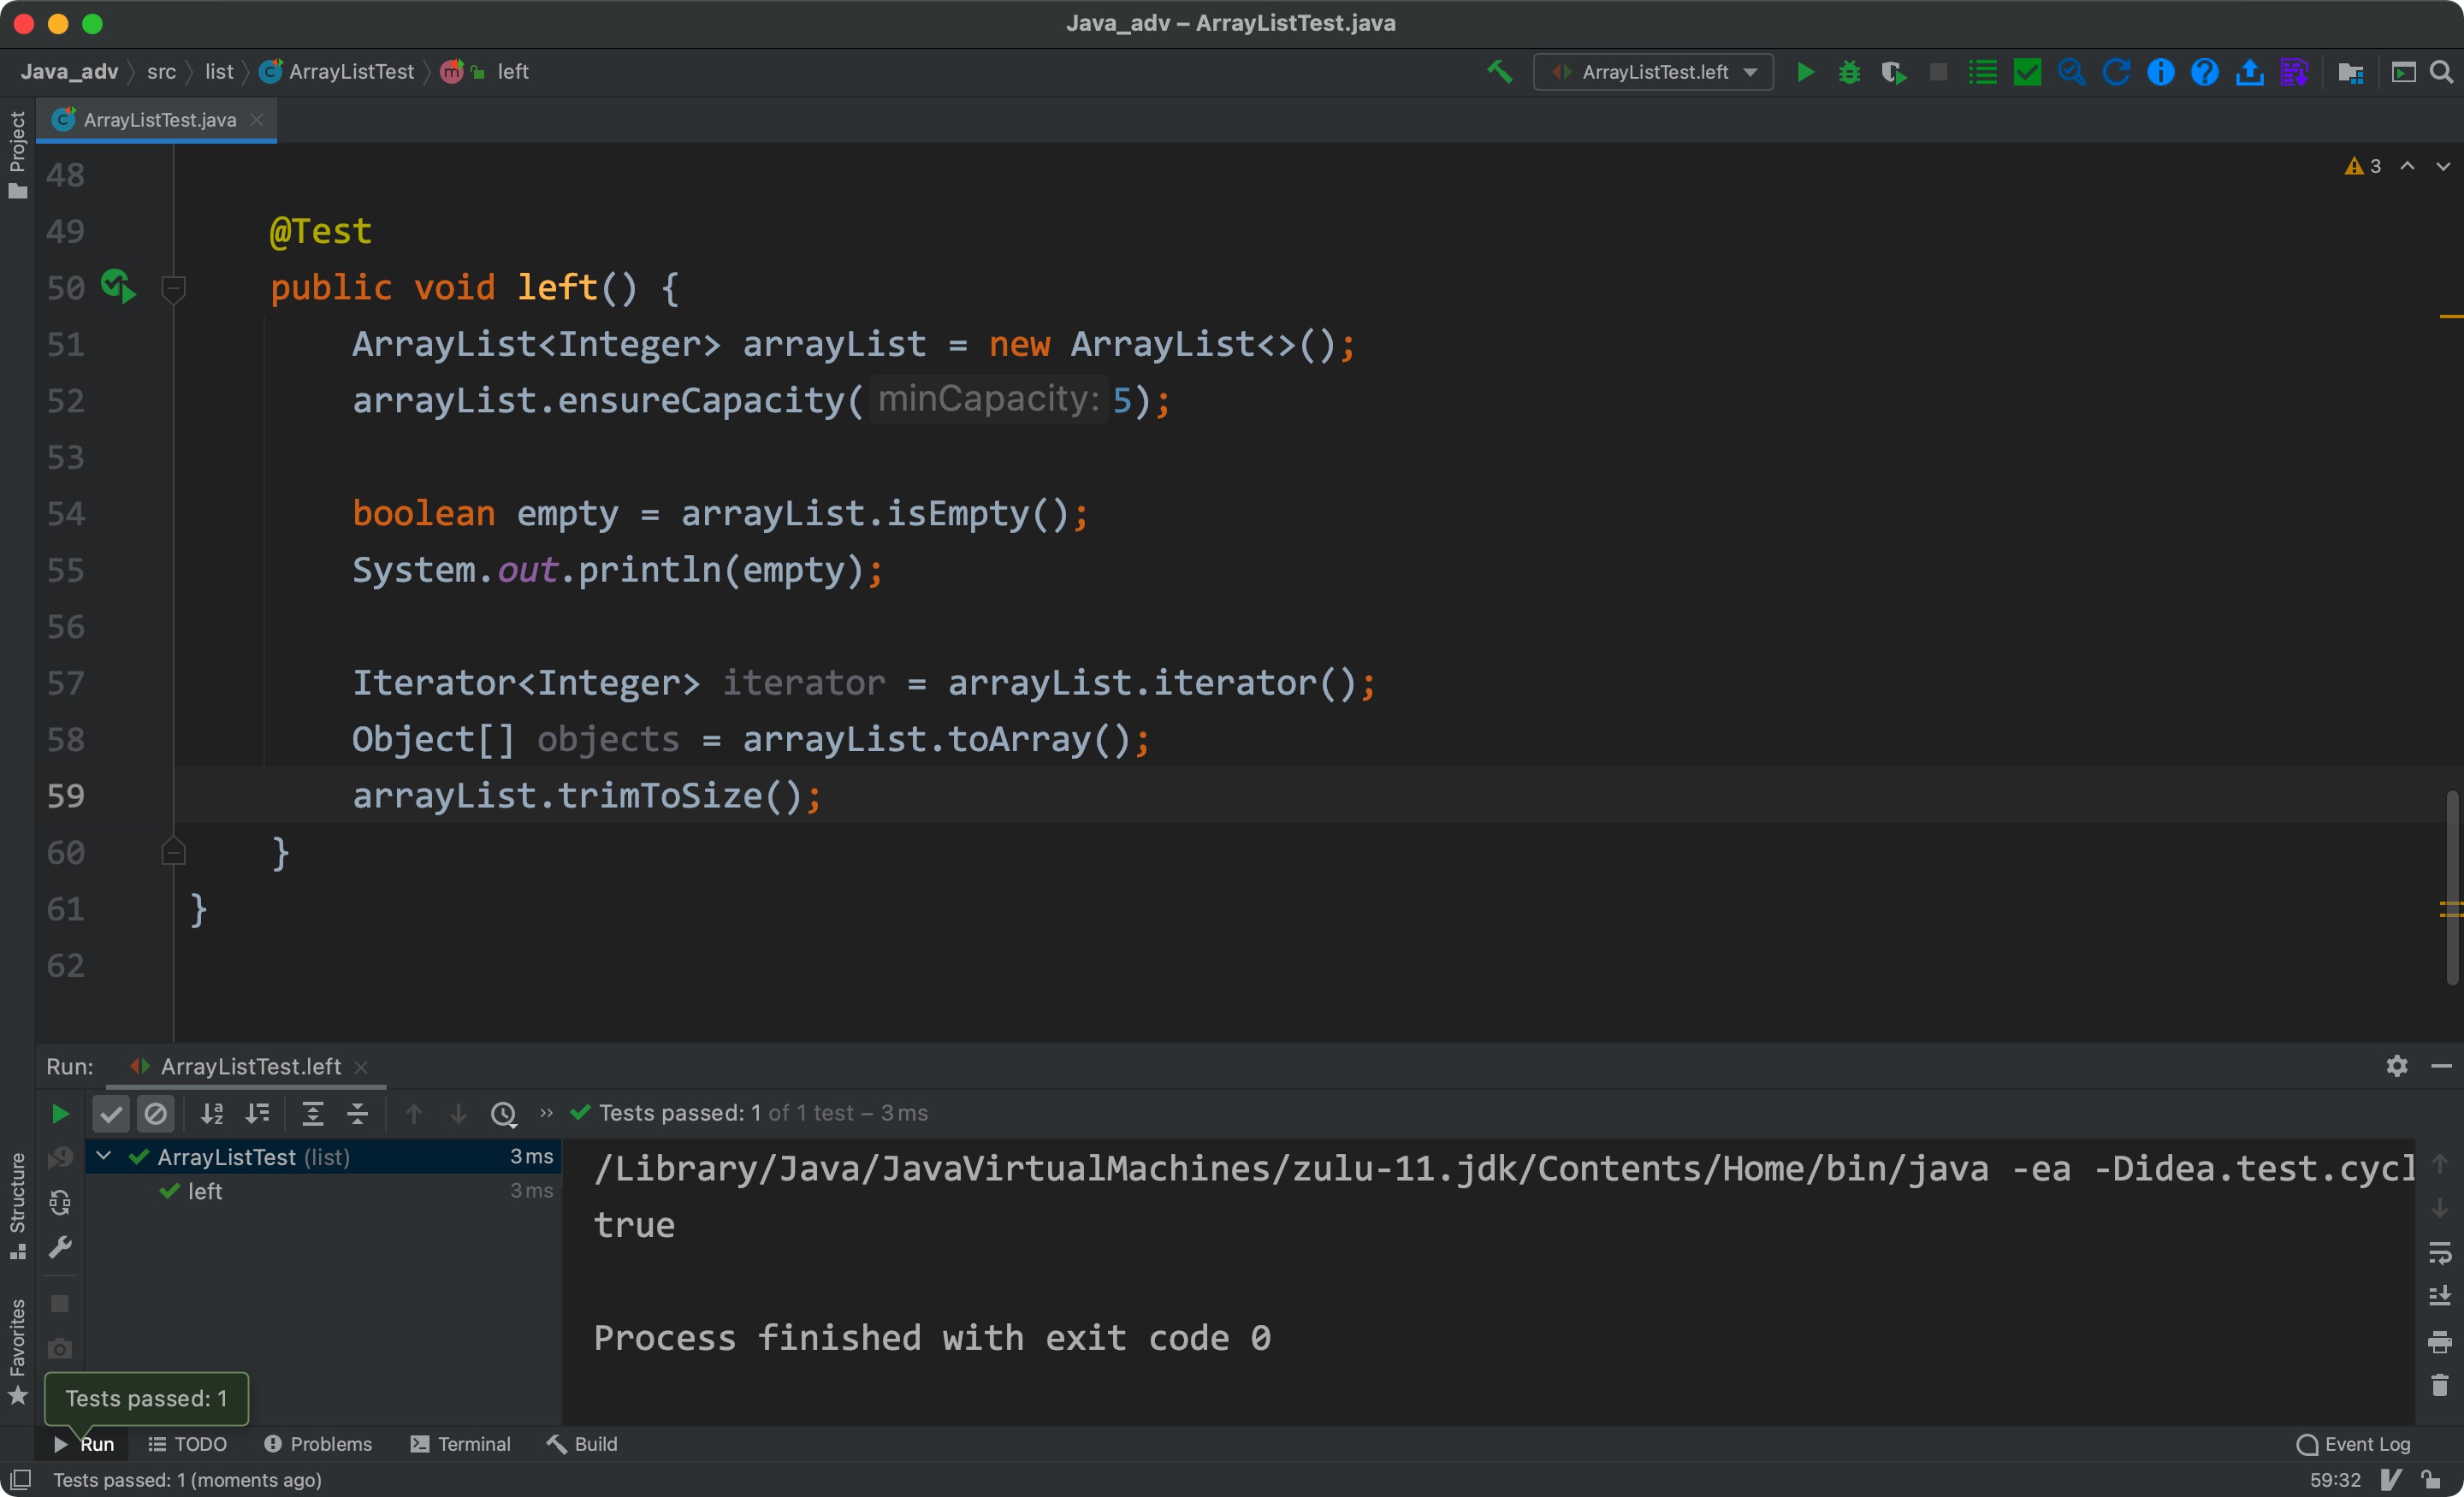 Java_adv – ArrayListTest.java
Java_adv src list ArrayListTest m left
ArrayListTest.left
Project
ArrayListTest.java
3
48
49 @Test
50 public void left() {
51 ArrayList<Integer> arrayList = new ArrayList<>();
52 arrayList.ensureCapacity( minCapacity: 5);
53
54 boolean empty = arrayList.isEmpty();
55 System.out.println(empty);
56
57 Iterator<Integer> iterator = arrayList.iterator();
58 Object[] objects = arrayList.toArray();
59 arrayList.trimToSize();
60 }
61 }
62
Run: ArrayListTest.left
Tests passed: 1 of 1 test – 3 ms
ArrayListTest (list) 3 ms
left 3 ms
/Library/Java/JavaVirtualMachines/zulu-11.jdk/Contents/Home/bin/java -ea -Didea.test.cycl
true
Process finished with exit code 0
Structure
Favorites
Tests passed: 1
Run TODO Problems Terminal Build Event Log
Tests passed: 1 (moments ago) 59:32